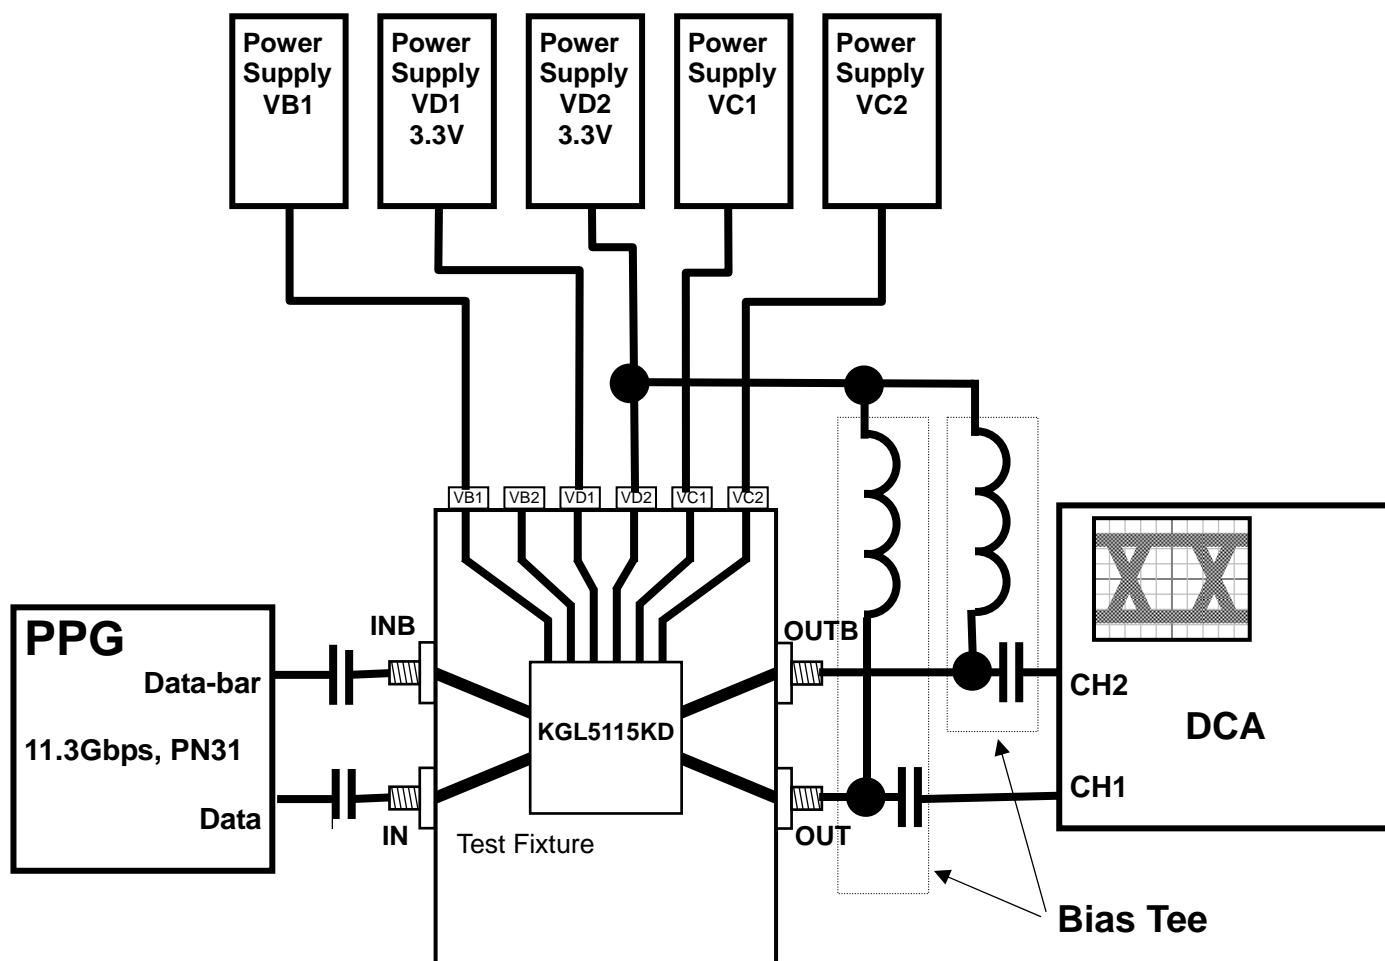 Power
Supply
VB1
Power
Supply
VD1
3.3V
Power
Supply
VD2
3.3V
Power
Supply
VC1
Power
Supply
VC2
VB1
VB2
VD1
VD2
VC1
VC2
PPG
Data-bar
11.3Gbps, PN31
Data
INB
IN
KGL5115KD
Test Fixture
OUTB
OUT
CH2
DCA
CH1
Bias Tee